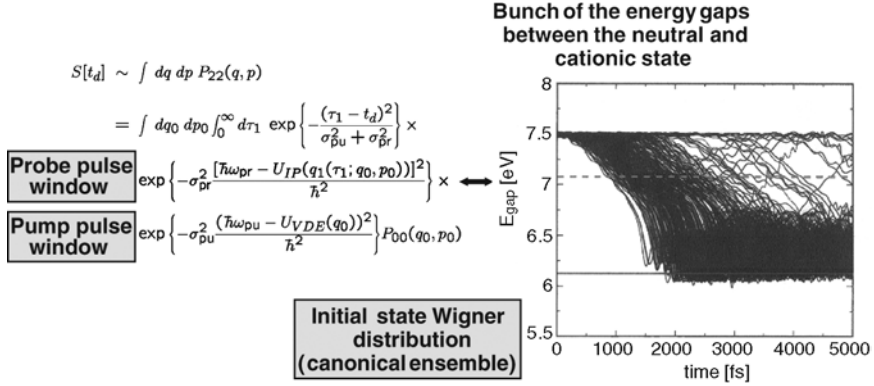 Bunch of the energy gaps
between the neutral and
cationic state
S[t_d] ~ ∫ dq dp P_22(q, p)
= ∫ dq_0 dp_0 ∫_0^∞ dτ_1 exp{−(τ_1 − t_d)^2 / (σ_pu^2 + σ_pr^2)} ×
Probe pulse
window
exp{−σ_pr^2 [ħω_pr − U_IP(q_1(τ_1; q_0, p_0))]^2 / ħ^2} ×
Pump pulse
window
exp{−σ_pu^2 (ħω_pu − U_VDE(q_0))^2 / ħ^2} P_00(q_0, p_0)
Initial state Wigner
distribution
(canonical ensemble)
E_gap [eV]
8
7.5
7
6.5
6
5.5
0 1000 2000 3000 4000 5000
time [fs]